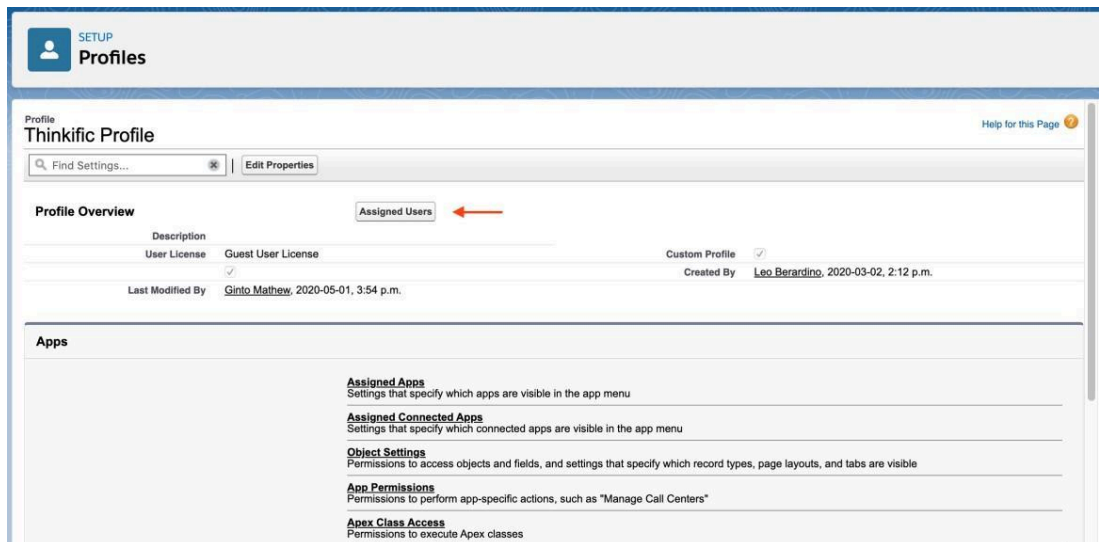 SETUP
Profiles
Profile
Thinkific Profile
Help for this Page ?
Find Settings...
Edit Properties
Profile Overview
Assigned Users
Description
User License Guest User License
Custom Profile
Created By Leo Berardino, 2020-03-02, 2:12 p.m.
Last Modified By Ginto Mathew, 2020-05-01, 3:54 p.m.
Apps
Assigned Apps
Settings that specify which apps are visible in the app menu
Assigned Connected Apps
Settings that specify which connected apps are visible in the app menu
Object Settings
Permissions to access objects and fields, and settings that specify which record types, page layouts, and tabs are visible
App Permissions
Permissions to perform app-specific actions, such as "Manage Call Centers"
Apex Class Access
Permissions to execute Apex classes